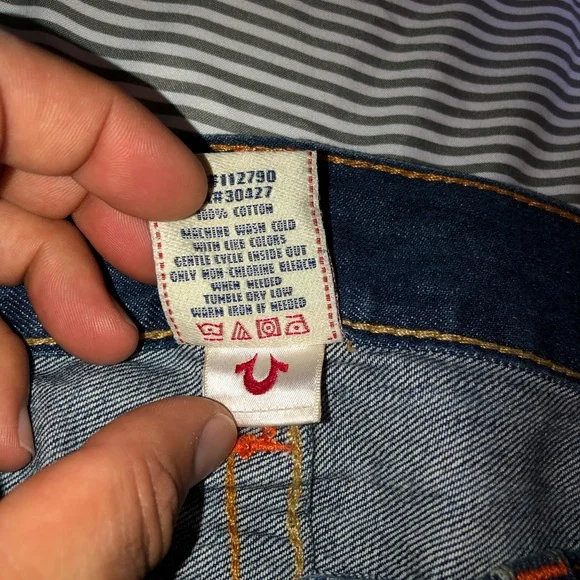 #112790
#30427
100% COTTON
MACHINE WASH COLD
WITH LIKE COLORS
GENTLE CYCLE INSIDE OUT
ONLY NON-CHLORINE BLEACH
WHEN NEEDED
TUMBLE DRY LOW
WARM IRON IF NEEDED